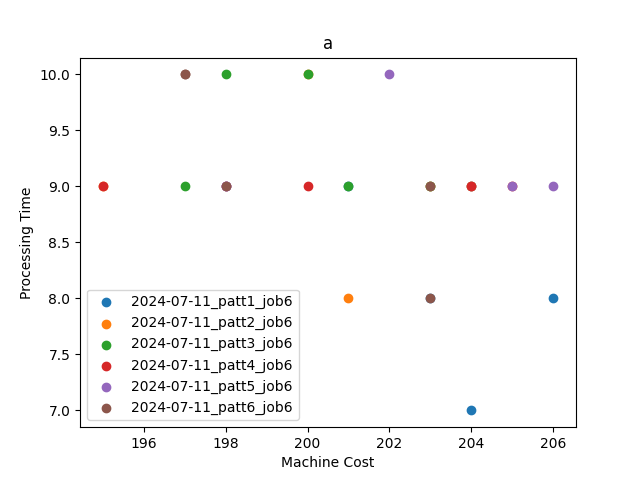 a
10.0
9.5
9.0
8.5
8.0
7.5
7.0
Processing Time
2024-07-11_patt1_job6
2024-07-11_patt2_job6
2024-07-11_patt3_job6
2024-07-11_patt4_job6
2024-07-11_patt5_job6
2024-07-11_patt6_job6
196 198 200 202 204 206
Machine Cost